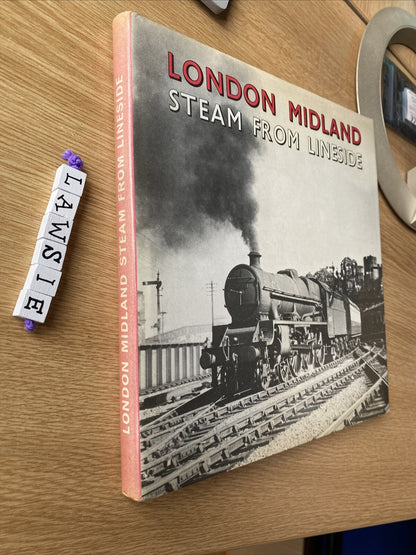 LAWSIE
LONDON MIDLAND STEAM FROM LINESIDE
LONDON MIDLAND
STEAM FROM LINESIDE